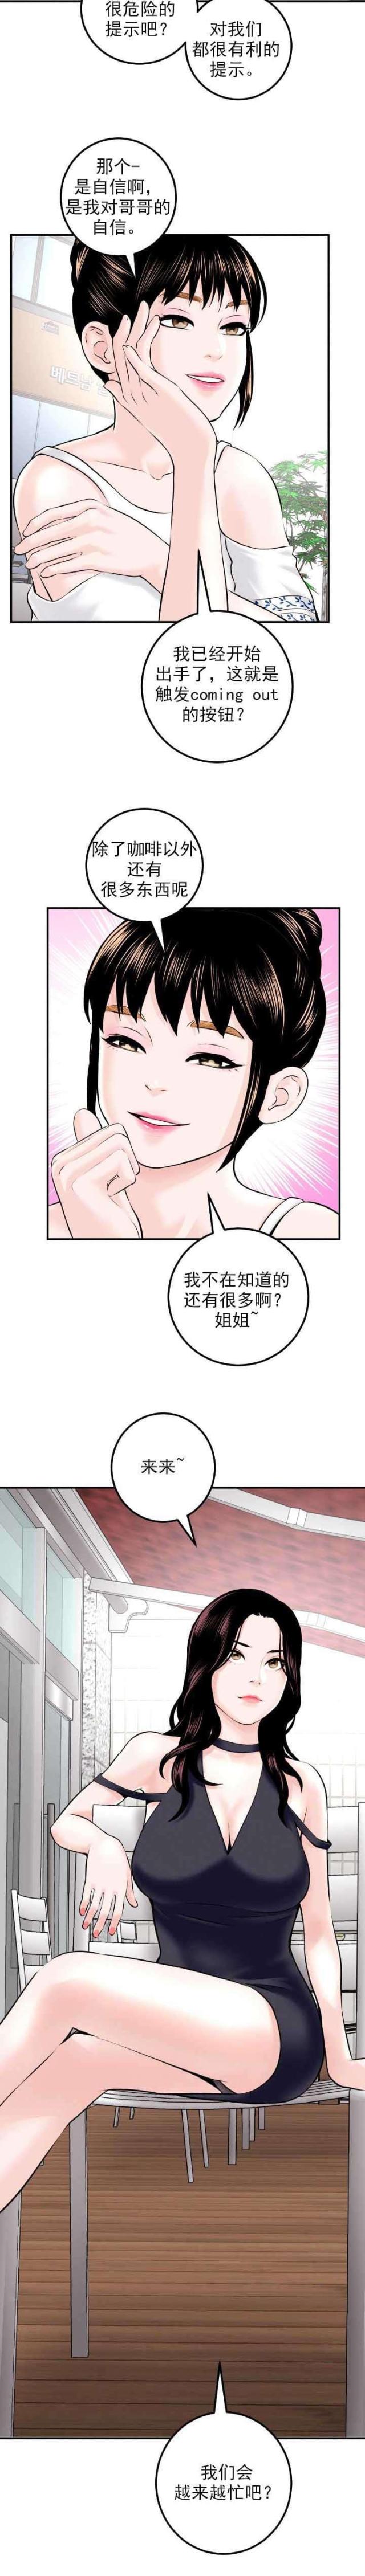 很危险的
提示吧？
对我们
都很有利的
提示。
那个-
是自信啊，
是我对哥哥的
自信。
我已经开始
出手了，这就是
触发coming out
的按钮？
除了咖啡以外
还有
很多东西呢
我不在知道的
还有很多啊？
姐姐~
来来~
我们会
越来越忙吧？